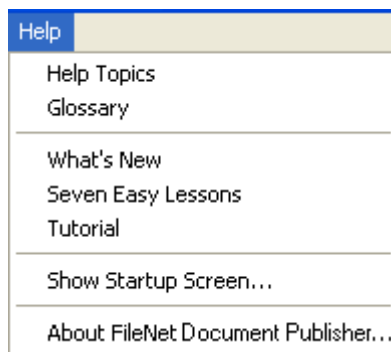 Help
Help Topics
Glossary
What's New
Seven Easy Lessons
Tutorial
Show Startup Screen...
About FileNet Document Publisher...